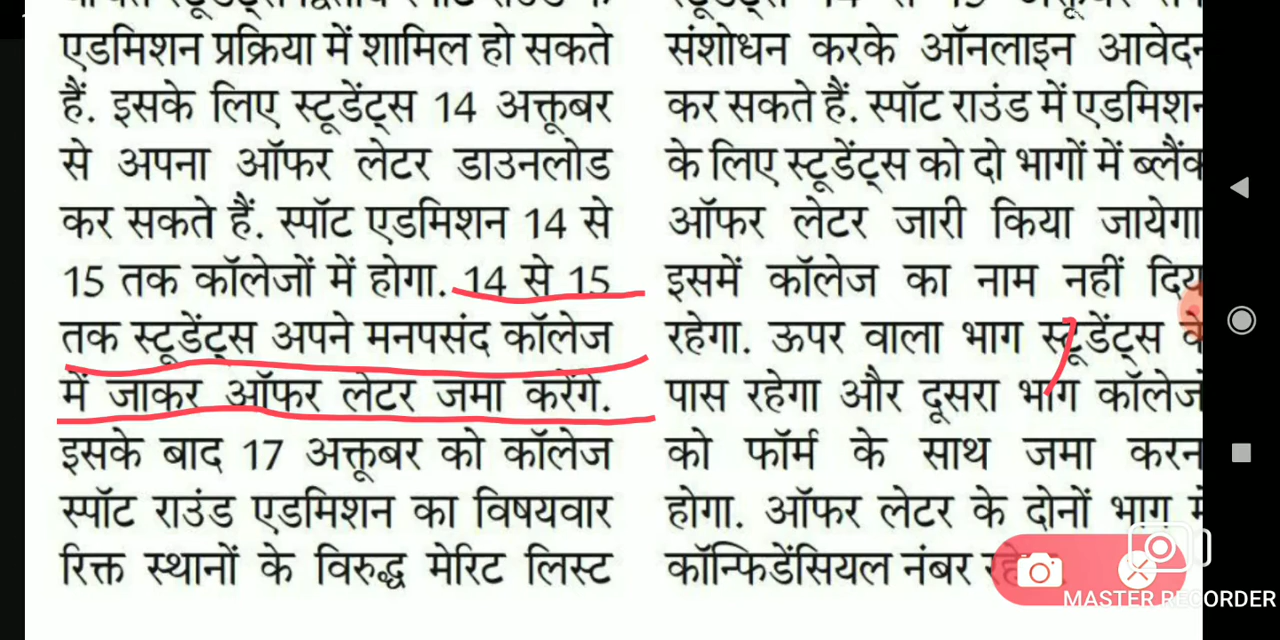 एडमिशन प्रक्रिया में शामिल हो सकते
हैं. इसके लिए स्टूडेंट्स 14 अक्तूबर
से अपना ऑफर लेटर डाउनलोड
कर सकते हैं. स्पॉट एडमिशन 14 से
15 तक कॉलेजों में होगा. 14 से 15
तक स्टूडेंट्स अपने मनपसंद कॉलेज
में जाकर ऑफर लेटर जमा करेंगे.
इसके बाद 17 अक्तूबर को कॉलेज
स्पॉट राउंड एडमिशन का विषयवार
रिक्त स्थानों के विरुद्ध मेरिट लिस्ट
संशोधन करके ऑनलाइन आवेदन
कर सकते हैं. स्पॉट राउंड में एडमिशन
के लिए स्टूडेंट्स को दो भागों में ब्लैंक
ऑफर लेटर जारी किया जायेगा
इसमें कॉलेज का नाम नहीं
रहेगा. ऊपर वाला भाग स्टूडेंट्स
पास रहेगा और दूसरा भाग
को फॉर्म के साथ जमा
होगा. ऑफर लेटर के दोनों भाग
कॉन्फिडेंसियल नंबर
MASTER RECORDER